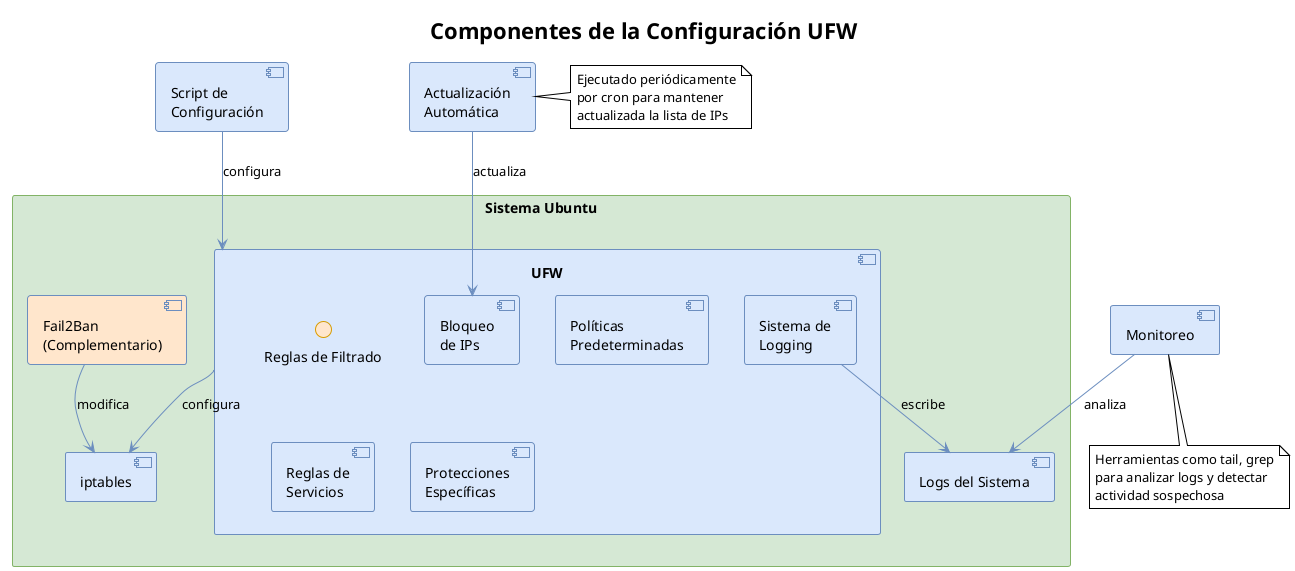 Componentes de la Configuración UFW
Script de
Configuración
Actualización
Automática
Ejecutado periódicamente
por cron para mantener
actualizada la lista de IPs
configura
actualiza
Sistema Ubuntu
UFW
Fail2Ban
(Complementario)
Reglas de Filtrado
Bloqueo
de IPs
Políticas
Predeterminadas
Sistema de
Logging
Monitoreo
modifica
configura
escribe
analiza
iptables
Reglas de
Servicios
Protecciones
Específicas
Logs del Sistema
Herramientas como tail, grep
para analizar logs y detectar
actividad sospechosa